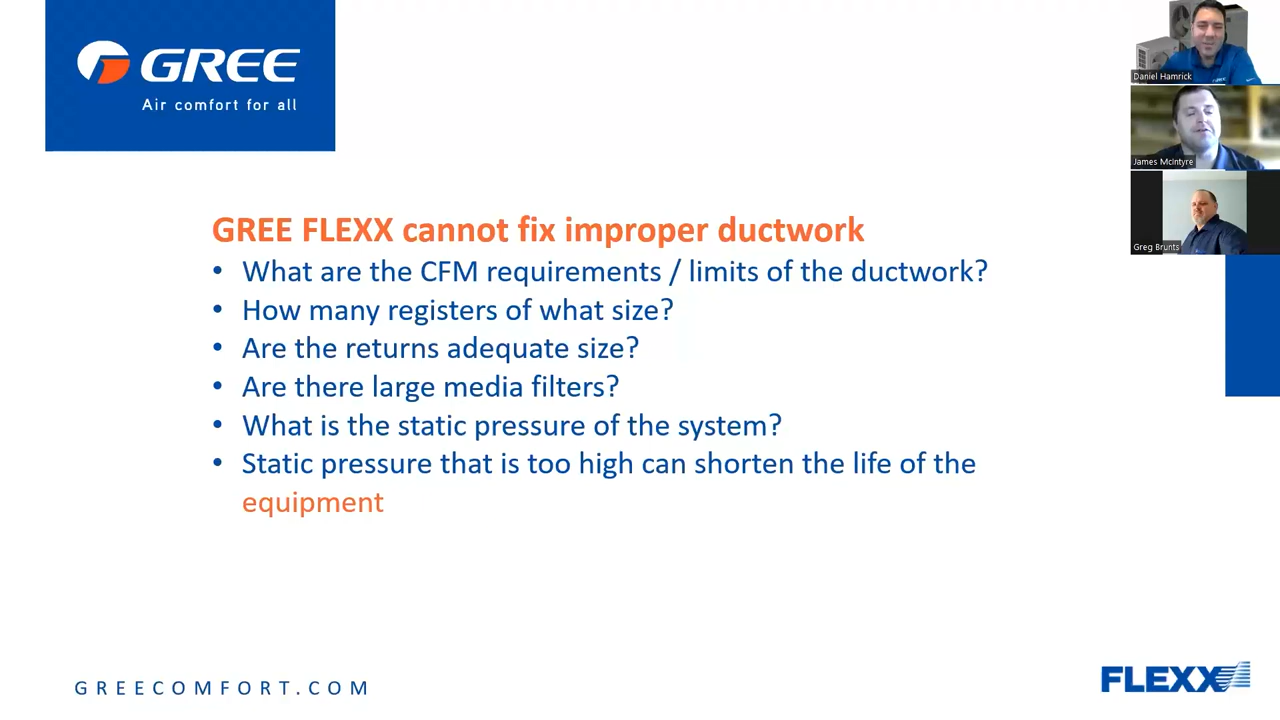 GREE
Air comfort for all
Daniel Hamrick
James McIntyre
Greg Brunts
GREE FLEXX cannot fix improper ductwork
• What are the CFM requirements / limits of the ductwork?
• How many registers of what size?
• Are the returns adequate size?
• Are there large media filters?
• What is the static pressure of the system?
• Static pressure that is too high can shorten the life of the
equipment
GREECOMFORT.COM
FLEXX